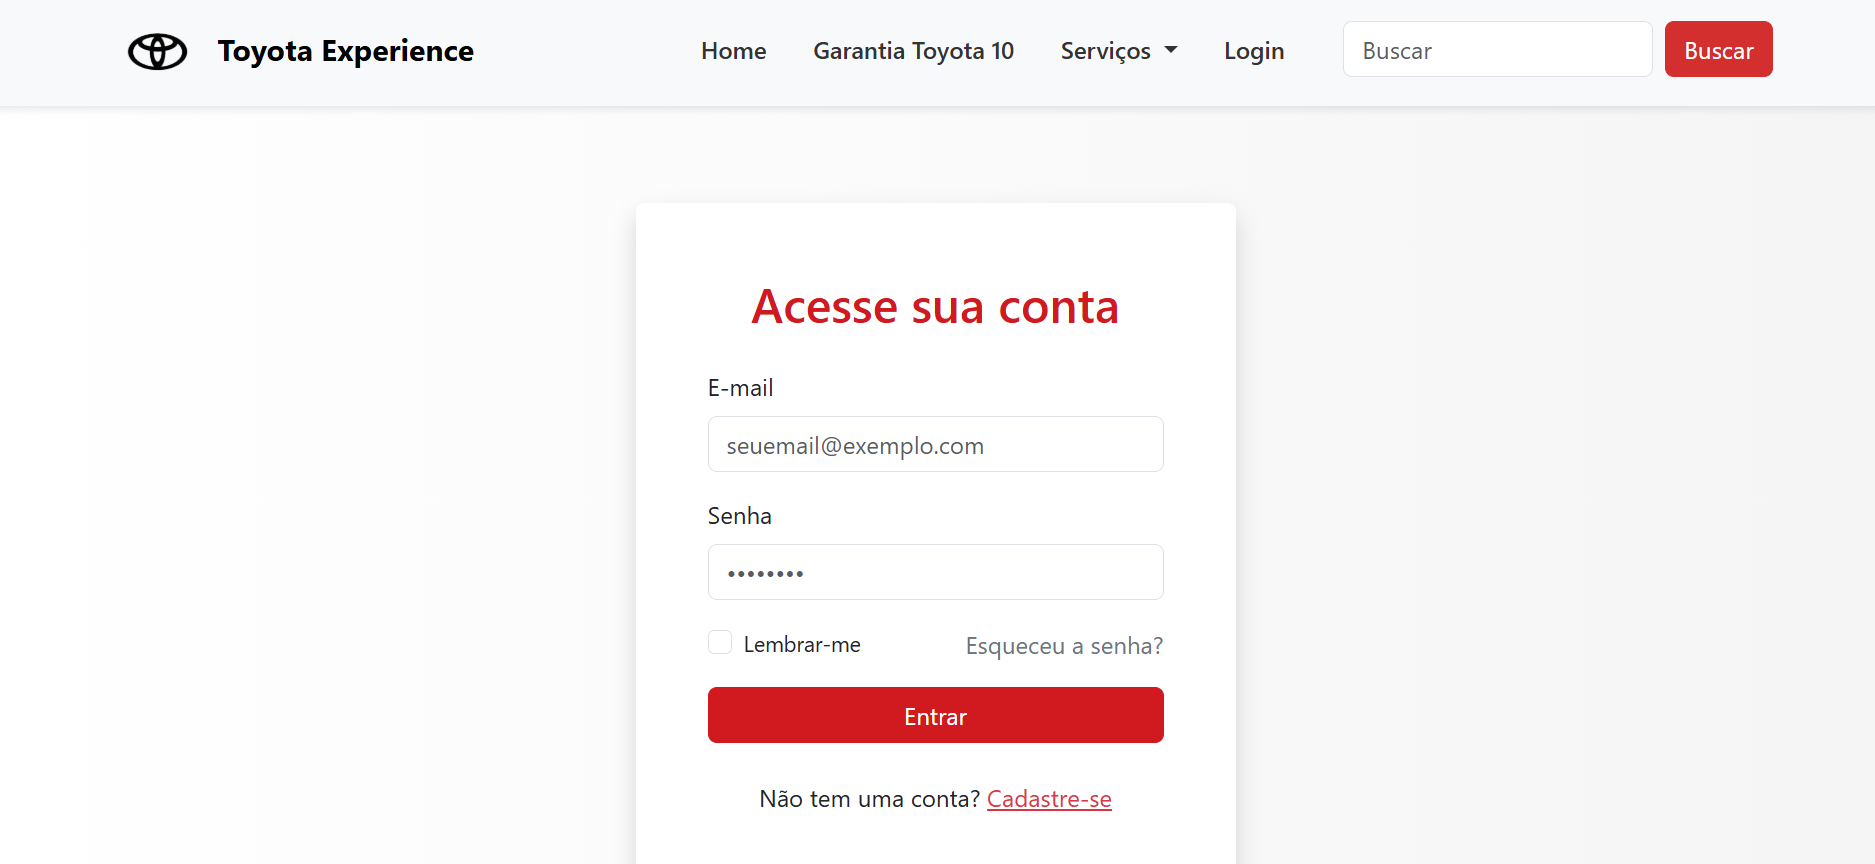 Toyota Experience
Home Garantia Toyota 10 Serviços Login Buscar Buscar
Acesse sua conta
E-mail
seuemail@exemplo.com
Senha
••••••••
Lembrar-me Esqueceu a senha?
Entrar
Não tem uma conta? Cadastre-se